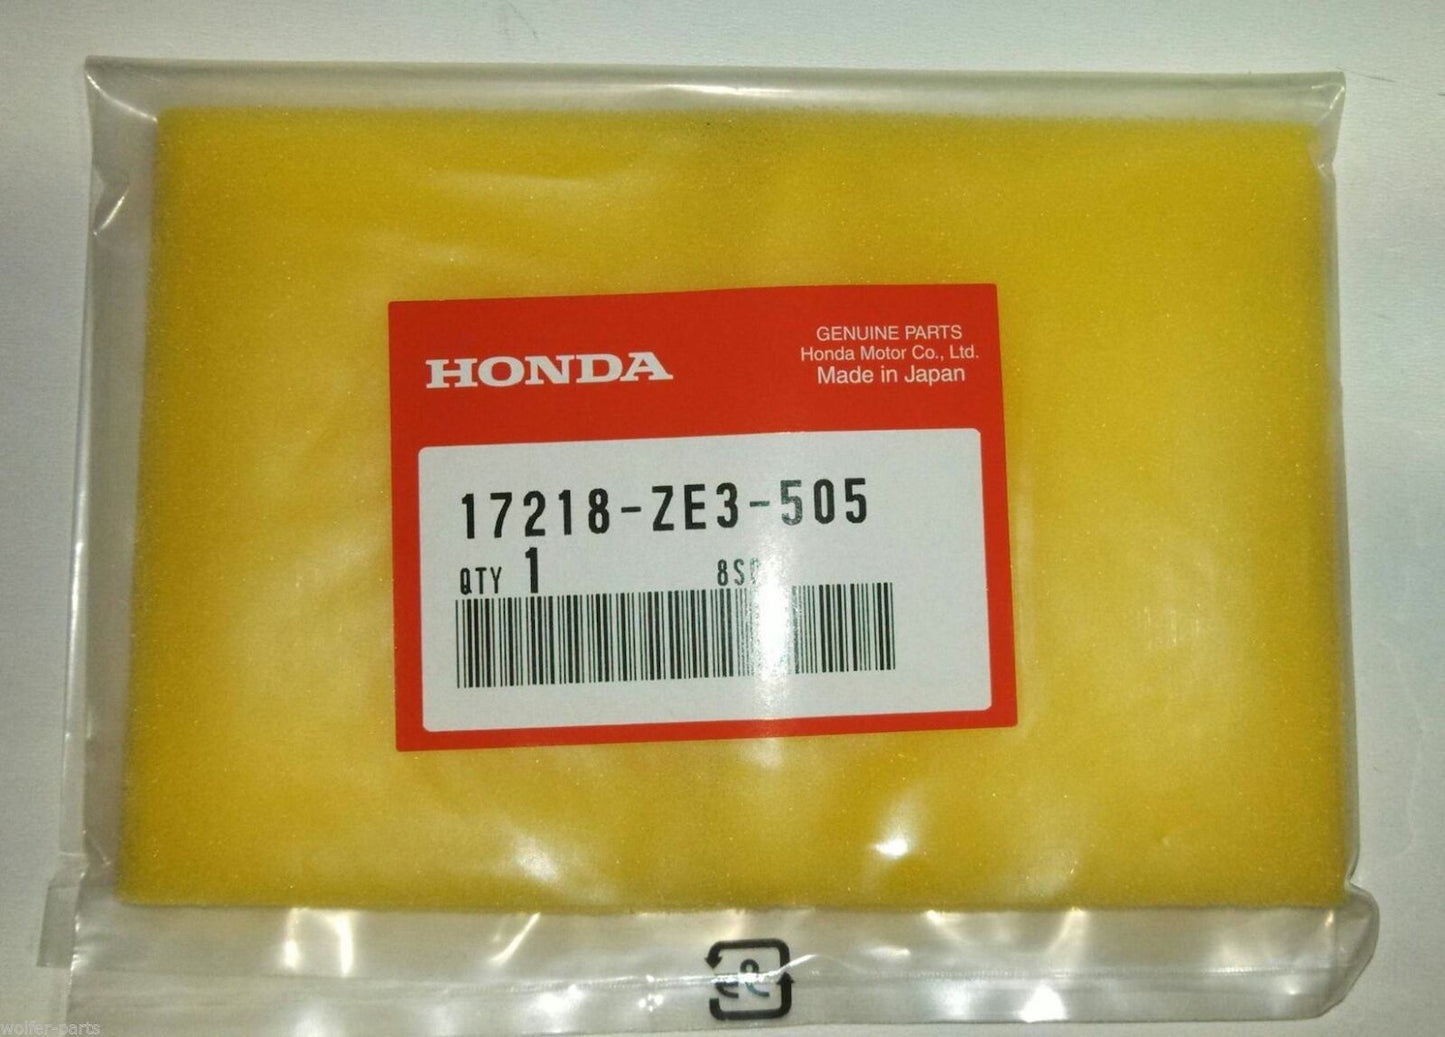 HONDA
GENUINE PARTS
Honda Motor Co., Ltd.
Made in Japan
17218-ZE3-505
QTY 1
wolfer-parts